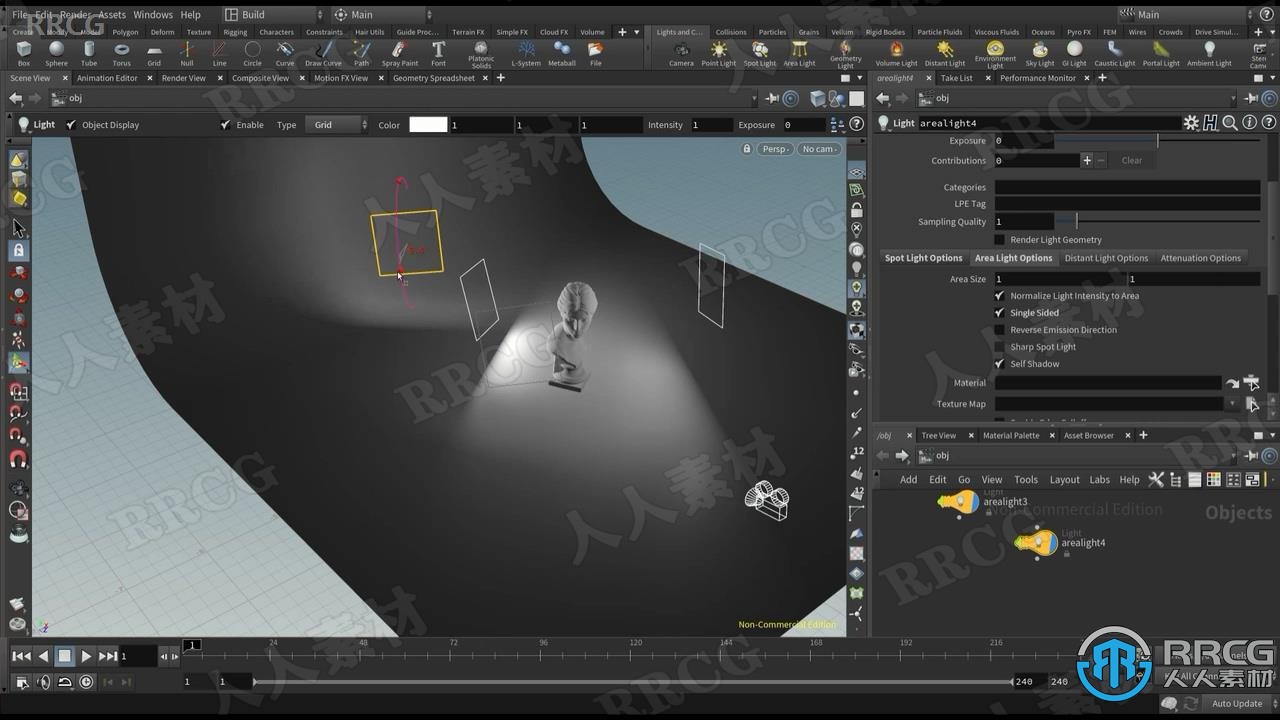 File Edit Render Assets Windows Help Build Main Main
RRCG
Create Modify Model Polygon Deform Texture Rigging Characters Constraints Hair Utils Guide Proc... Terrain FX Simple FX Cloud FX Volume
Lights and C... Collisions Particles Grains Vellum Rigid Bodies Particle Fluids Viscous Fluids Oceans Pyro FX FEM Wires Crowds Drive Simul...
Box Sphere Tube Torus Grid Null Line Circle Curve Draw Curve Path Spray Paint Font Platonic Solids L-System Metaball File
Camera Point Light Spot Light Area Light Geometry Light Volume Light Distant Light Environment Light Sky Light GI Light Caustic Light Portal Light Ambient Light
Scene View Animation Editor Render View Composite View Motion FX View Geometry Spreadsheet
arealight4 Take List Performance Monitor
obj
obj
Light Object Display Enable Type Grid Color 1 1 1 Intensity 1 Exposure 0
Light arealight4
Persp No cam
Exposure 0
Contributions 0 Clear
Categories
LPE Tag
Sampling Quality 1
Render Light Geometry
Spot Light Options Area Light Options Distant Light Options Attenuation Options
Area Size 1 1
Normalize Light Intensity to Area
Single Sided
Reverse Emission Direction
Sharp Spot Light
Self Shadow
Material
Texture Map
/obj Tree View Material Palette Asset Browser
obj
Add Edit Go View Tools Layout Labs Help
Light
arealight3
Non-Commercial Edition
Objects
Light
arealight4
Non-Commercial Edition
12
12
1 24 48 72 96 120 144 168 192 216
1
1 1 240 240
RRCG
人人素材
Auto Update